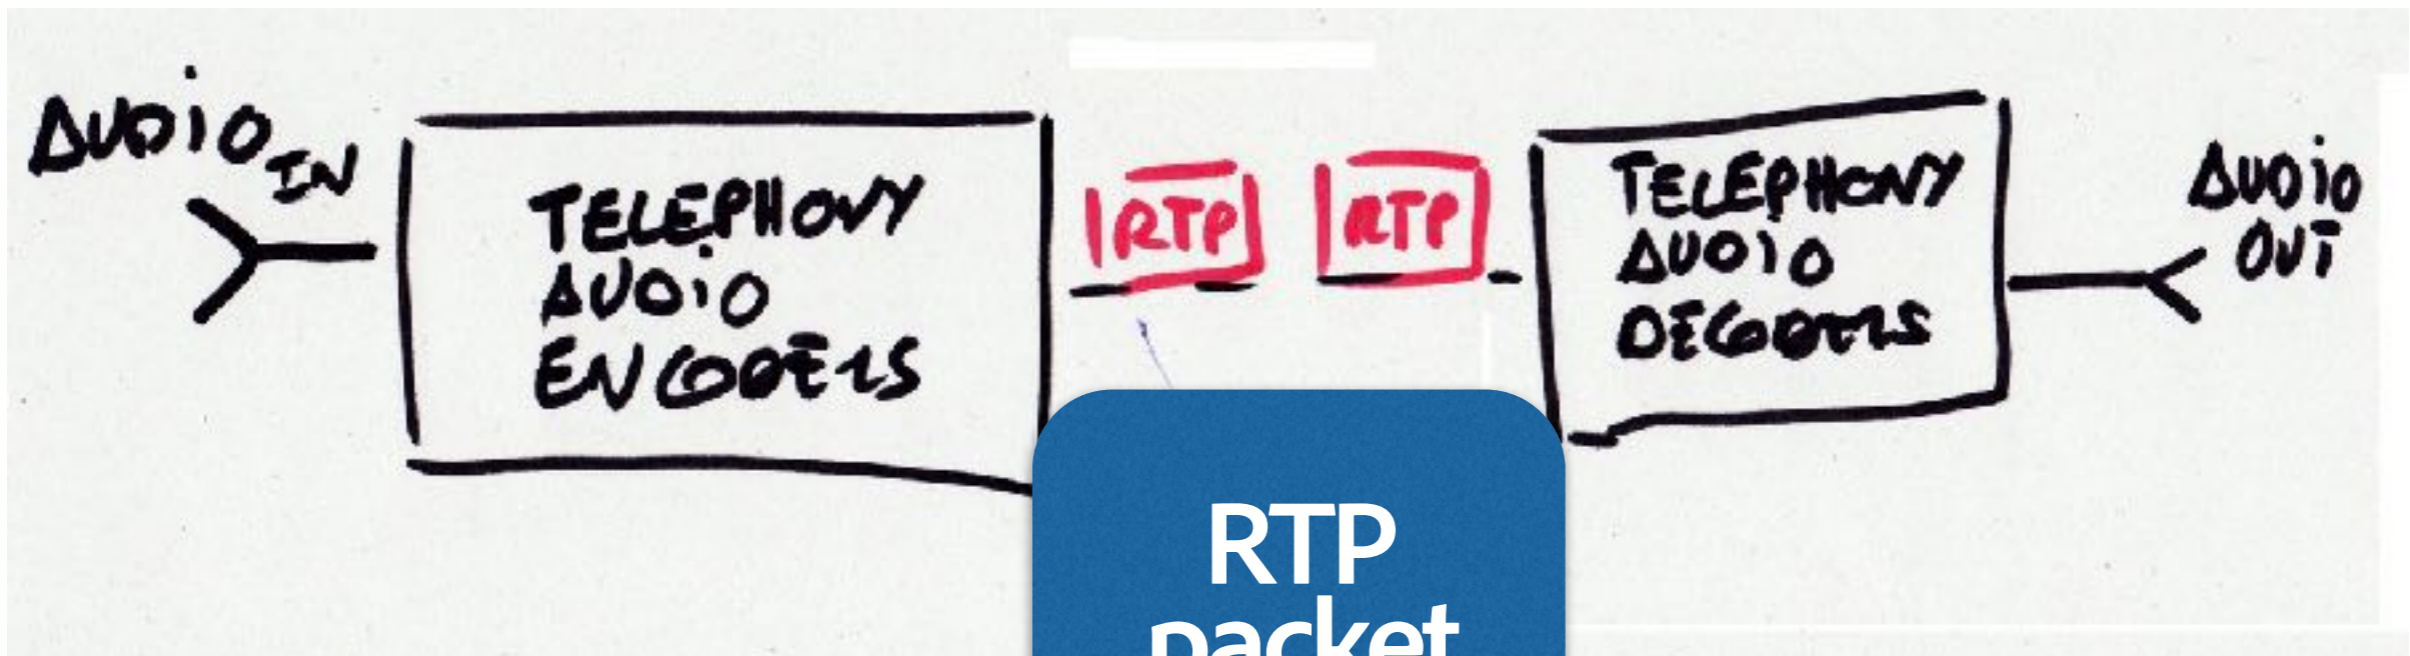 AUDIO IN
TELEPHONY
AUDIO
ENCODERS
RTP
RTP
TELEPHONY
AUDIO
DECODERS
AUDIO
OUT
RTP
packet